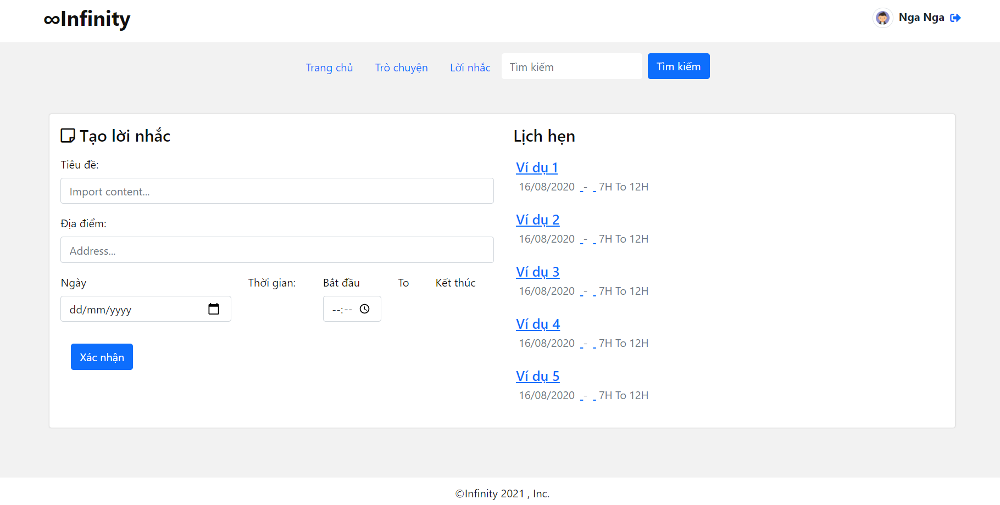 ∞Infinity
Nga Nga
Trang chủ Trò chuyện Lời nhắc Tìm kiếm Tìm kiếm
Tạo lời nhắc
Tiêu đề:
Import content...
Địa điểm:
Address...
Ngày Thời gian: Bắt đầu To Kết thúc
dd/mm/yyyy --:--
Xác nhận
Lịch hẹn
Ví dụ 1
16/08/2020 - 7H To 12H
Ví dụ 2
16/08/2020 - 7H To 12H
Ví dụ 3
16/08/2020 - 7H To 12H
Ví dụ 4
16/08/2020 - 7H To 12H
Ví dụ 5
16/08/2020 - 7H To 12H
©Infinity 2021 , Inc.